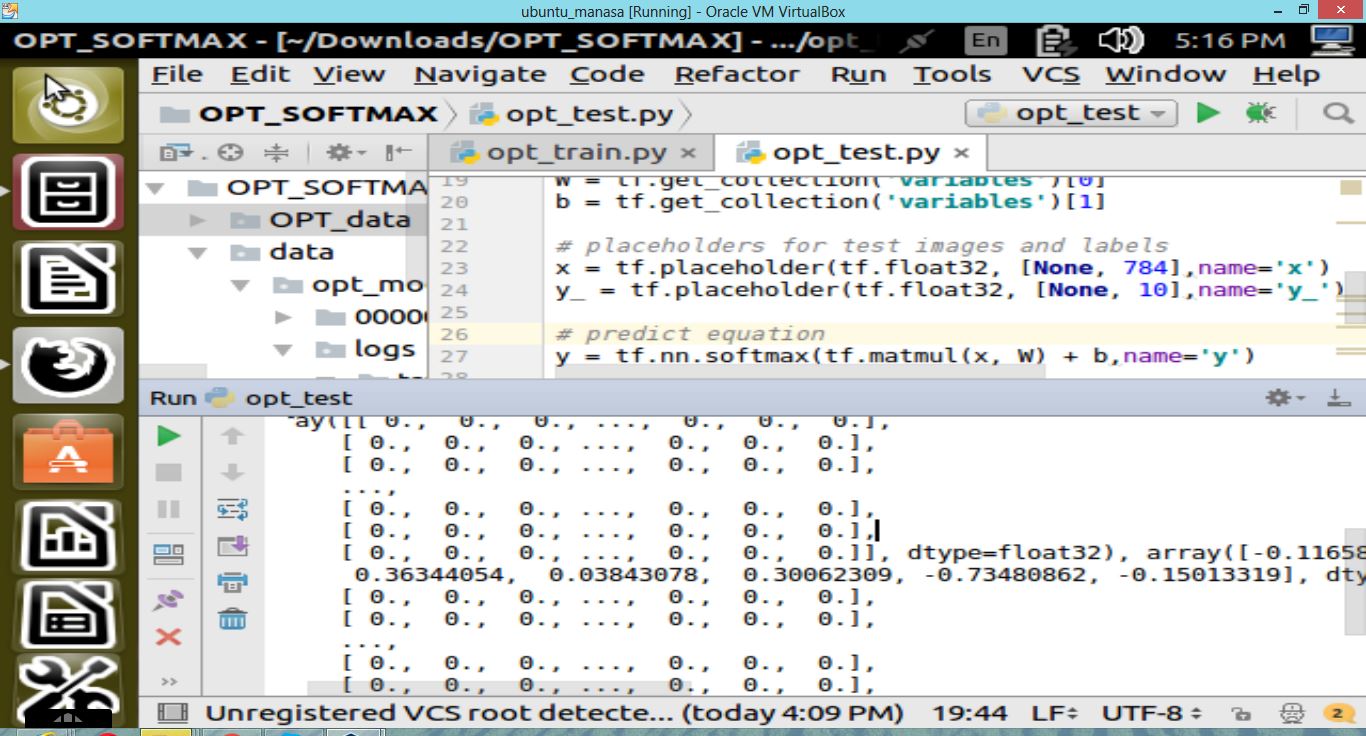 ubuntu_manasa [Running] - Oracle VM VirtualBox
OPT_SOFTMAX - [~/Downloads/OPT_SOFTMAX] - .../opt_ En 5:16 PM
File Edit View Navigate Code Refactor Run Tools VCS Window Help
OPT_SOFTMAX opt_test.py opt_test
opt_train.py × opt_test.py ×
OPT_SOFTMA
OPT_data
data
opt_mo
0000
logs
19 W = tf.get_collection('variables')[0]
20 b = tf.get_collection('variables')[1]
21
22 # placeholders for test images and labels
23 x = tf.placeholder(tf.float32, [None, 784],name='x')
24 y_ = tf.placeholder(tf.float32, [None, 10],name='y_')
25
26 # predict equation
27 y = tf.nn.softmax(tf.matmul(x, W) + b,name='y')
28
Run opt_test
ay([[ 0., 0., 0., ..., 0., 0., 0.],
[ 0., 0., 0., ..., 0., 0., 0.],
[ 0., 0., 0., ..., 0., 0., 0.],
...,
[ 0., 0., 0., ..., 0., 0., 0.],
[ 0., 0., 0., ..., 0., 0., 0.],
[ 0., 0., 0., ..., 0., 0., 0.]], dtype=float32), array([-0.11658
0.36344054, 0.03843078, 0.30062309, -0.73480862, -0.15013319], dty
[ 0., 0., 0., ..., 0., 0., 0.],
[ 0., 0., 0., ..., 0., 0., 0.],
...,
[ 0., 0., 0., ..., 0., 0., 0.],
[ 0., 0., 0., ..., 0., 0., 0.],
Unregistered VCS root detecte... (today 4:09 PM) 19:44 LF÷ UTF-8÷ 2